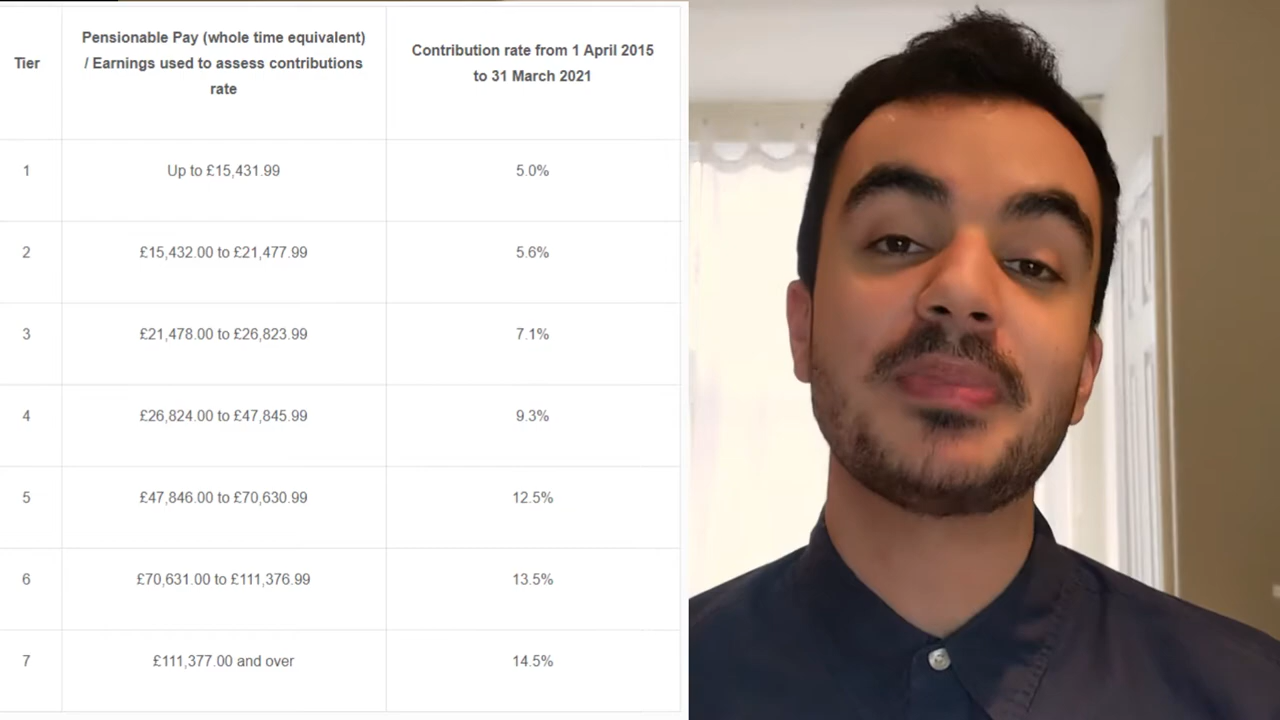 Tier
Pensionable Pay (whole time equivalent)
/ Earnings used to assess contributions
rate
Contribution rate from 1 April 2015
to 31 March 2021
1
Up to £15,431.99
5.0%
2
£15,432.00 to £21,477.99
5.6%
3
£21,478.00 to £26,823.99
7.1%
4
£26,824.00 to £47,845.99
9.3%
5
£47,846.00 to £70,630.99
12.5%
6
£70,631.00 to £111,376.99
13.5%
7
£111,377.00 and over
14.5%